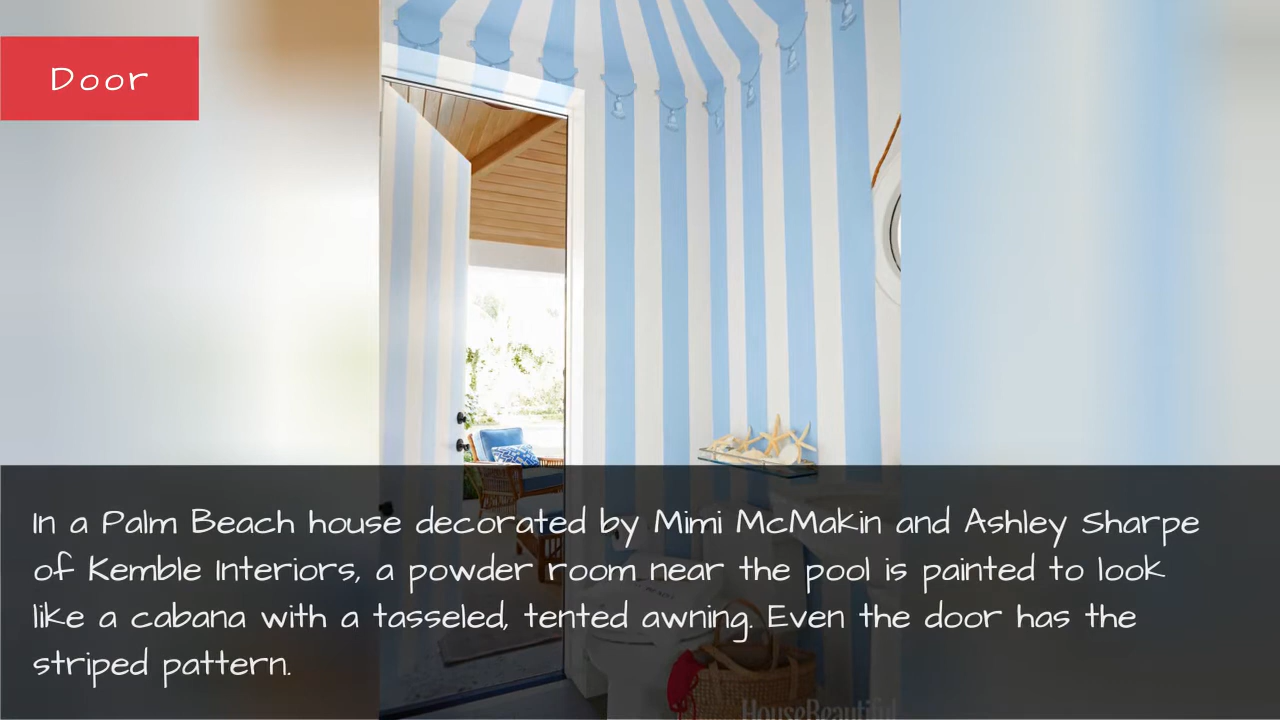 Door
In a Palm Beach house decorated by Mimi McMakin and Ashley Sharpe
of Kemble Interiors, a powder room near the pool is painted to look
like a cabana with a tasseled, tented awning. Even the door has the
striped pattern.
HouseBeautiful